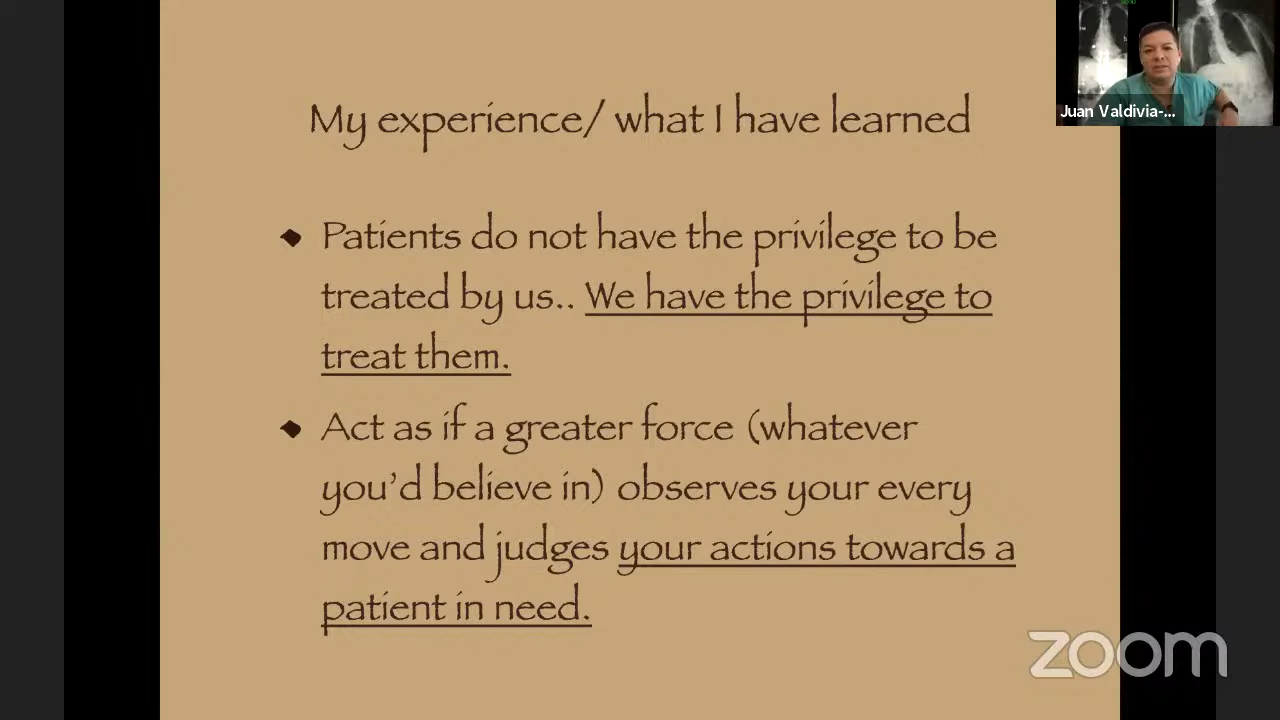 My experience/ what I have learned
Patients do not have the privilege to be
treated by us.. We have the privilege to
treat them.
Act as if a greater force (whatever
you'd believe in) observes your every
move and judges your actions towards a
patient in need.
Juan Valdivia-...
zoom